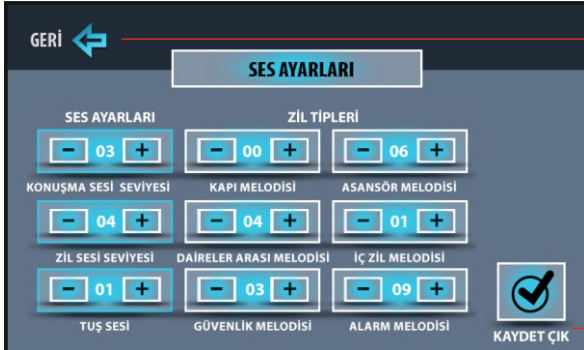 GERİ
SES AYARLARI
SES AYARLARI ZİL TİPLERİ
- 03 + - 00 + - 06 +
KONUŞMA SESİ SEVİYESİ KAPI MELODİSİ ASANSÖR MELODİSİ
- 04 + - 04 + - 01 +
ZİL SESİ SEVİYESİ DAİRELER ARASI MELODİSİ İÇ ZİL MELODİSİ
- 01 + - 03 + - 09 +
TUŞ SESİ GÜVENLİK MELODİSİ ALARM MELODİSİ
KAYDET ÇIK